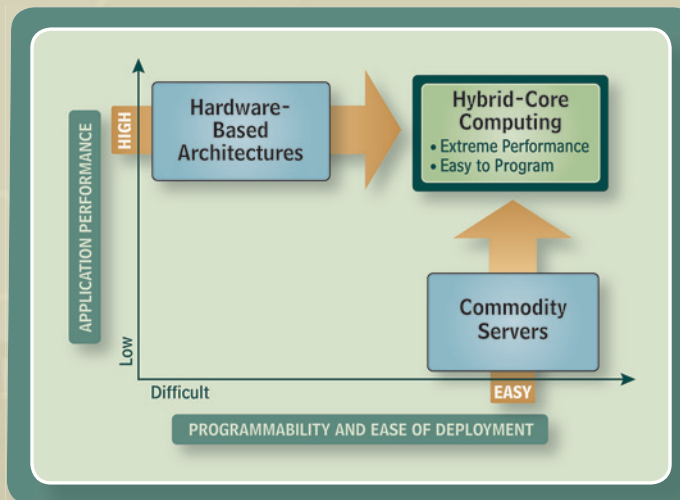 APPLICATION PERFORMANCE
HIGH
Low
Hardware-
Based
Architectures
Hybrid-Core
Computing
• Extreme Performance
• Easy to Program
Commodity
Servers
Difficult
EASY
PROGRAMMABILITY AND EASE OF DEPLOYMENT